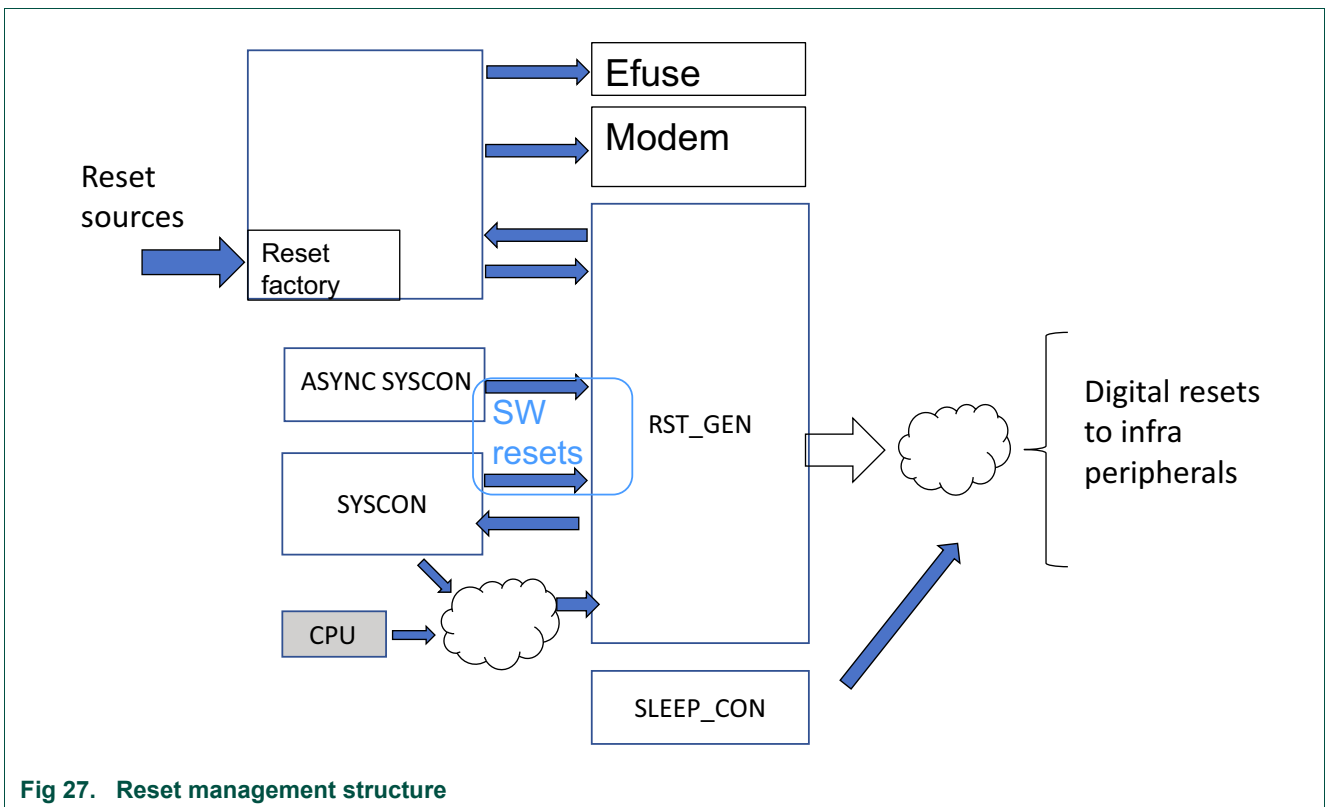 Efuse
Modem
Reset
sources
Reset
factory
ASYNC SYSCON
SW
resets
RST_GEN
Digital resets
to infra
peripherals
SYSCON
CPU
SLEEP_CON
Fig 27. Reset management structure